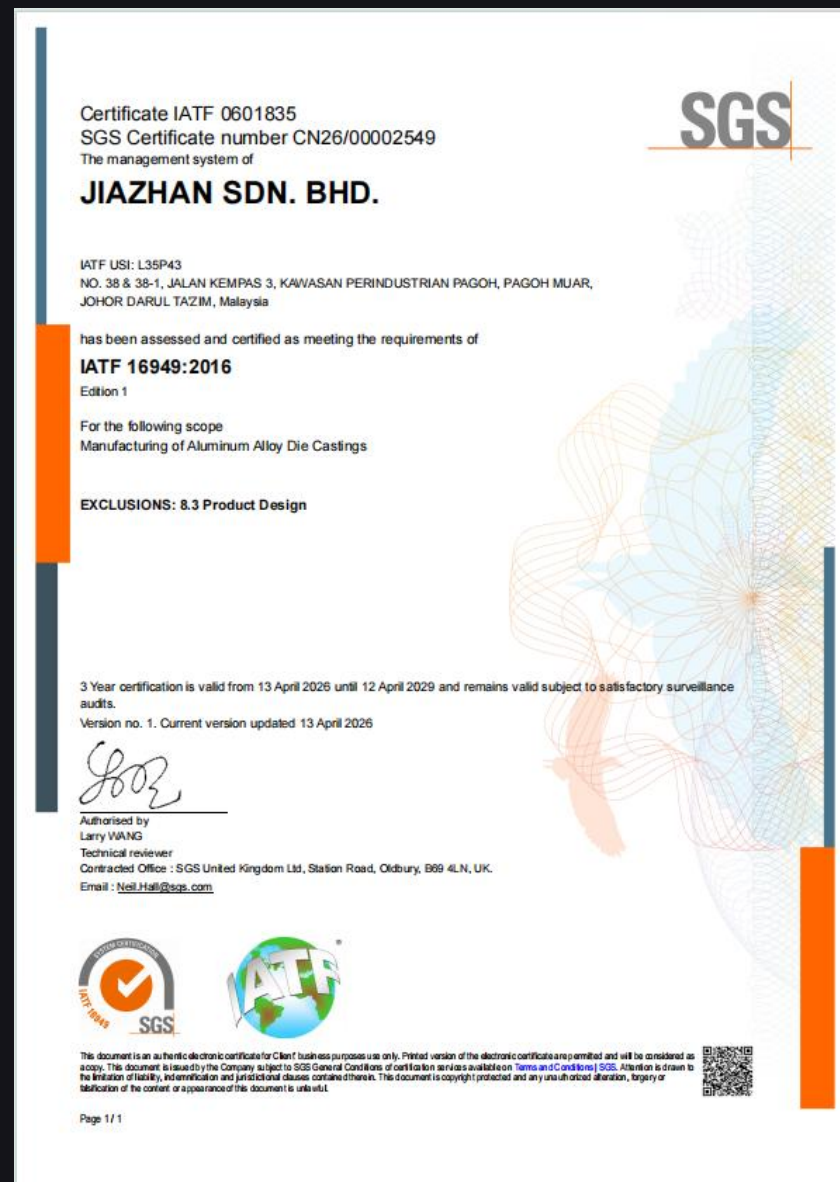 SGS
Certificate IATF 0601835
SGS Certificate number CN26/00002549
The management system of
JIAZHAN SDN. BHD.
IATF USI: L35P43
NO. 38 & 38-1, JALAN KEMPAS 3, KAWASAN PERINDUSTRIAN PAGOH, PAGOH MUAR,
JOHOR DARUL TA'ZIM, Malaysia
has been assessed and certified as meeting the requirements of
IATF 16949:2016
Edition 1
For the following scope
Manufacturing of Aluminum Alloy Die Castings
EXCLUSIONS: 8.3 Product Design
3 Year certification is valid from 13 April 2026 until 12 April 2029 and remains valid subject to satisfactory surveillance
audits.
Version no. 1. Current version updated 13 April 2026
Authorised by
Larry WANG
Technical reviewer
Contracted Office : SGS United Kingdom Ltd, Station Road, Oldbury, B69 4LN, UK.
Email : Neil.Hall@sgs.com
SYSTEM CERTIFICATION
IATF 16949
SGS
IATF
®
This document is an authentic electronic certificate for Client' business purposes use only. Printed version of the electronic certificate are permitted and will be considered as
a copy. This document is issued by the Company subject to SGS General Conditions of certification services available on Terms and Conditions | SGS. Attention is drawn to
the limitation of liability, indemnification and jurisdictional clauses contained therein. This document is copyright protected and any unauthorized alteration, forgery or
falsification of the content or appearance of this document is unlawful.
Page 1 / 1